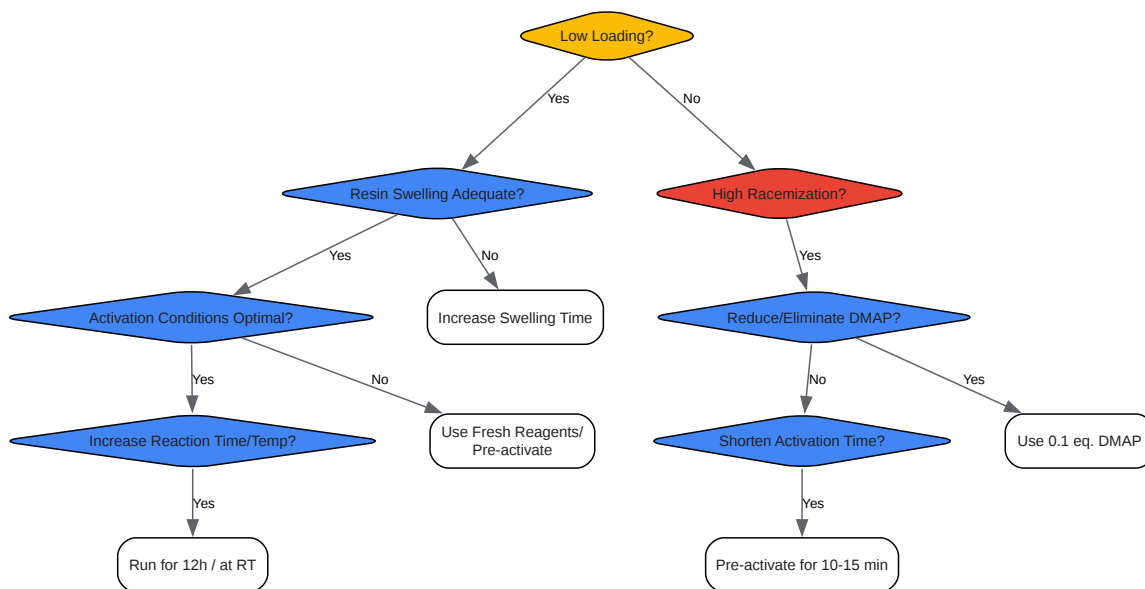 Low Loading?
Yes
No
Resin Swelling Adequate?
High Racemization?
Yes
No
Yes
Activation Conditions Optimal?
Increase Swelling Time
Reduce/Eliminate DMAP?
Yes
No
No
Yes
Increase Reaction Time/Temp?
Use Fresh Reagents/
Pre-activate
Shorten Activation Time?
Use 0.1 eq. DMAP
Yes
Yes
Run for 12h / at RT
Pre-activate for 10-15 min